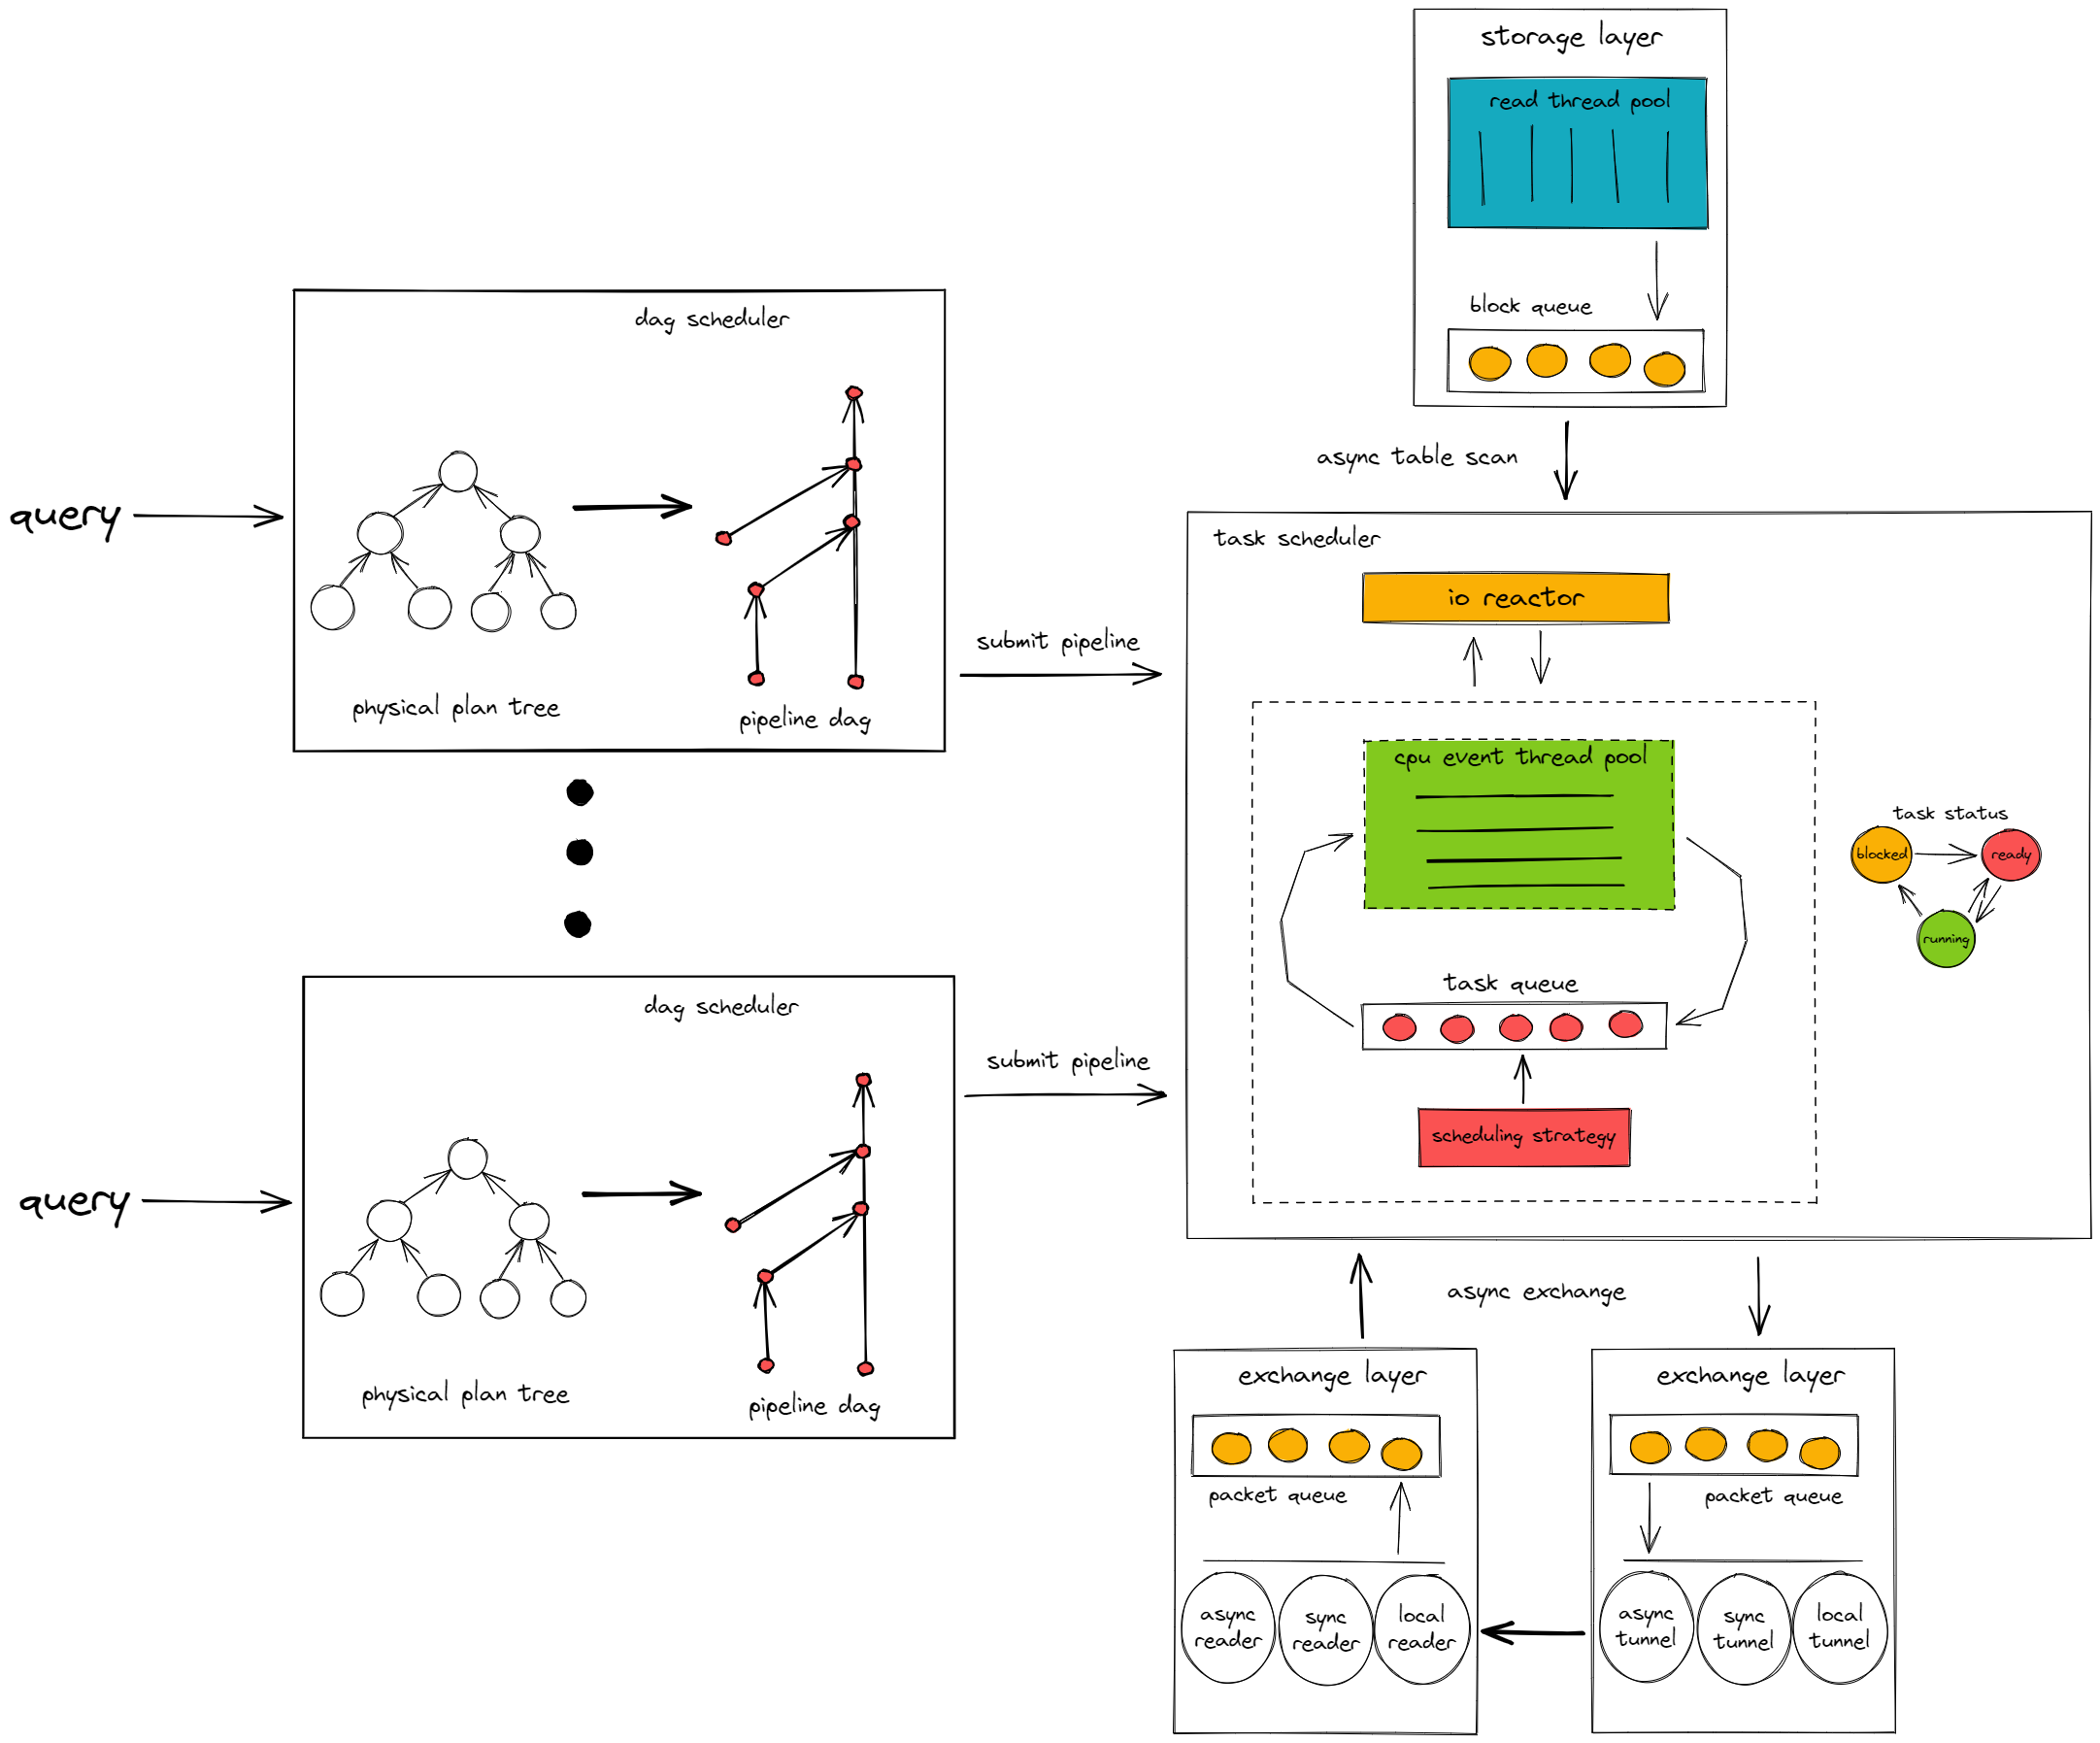 storage layer
read thread pool
block queue
async table scan
query
dag scheduler
physical plan tree
pipeline dag
submit pipeline
query
dag scheduler
physical plan tree
pipeline dag
submit pipeline
task scheduler
io reactor
cpu event thread pool
task status
blocked
ready
running
task queue
scheduling strategy
async exchange
exchange layer
packet queue
async
reader
sync
reader
local
reader
exchange layer
packet queue
async
tunnel
sync
tunnel
local
tunnel